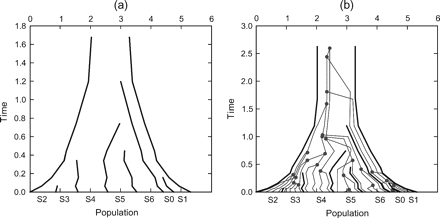 (a)
0 1 2 3 4 5 6
1.8
1.6
1.4
1.2
1.0
0.8
0.6
0.4
0.2
0.0
Time
S2 S3 S4 S5 S6 S0 S1
Population
(b)
0 1 2 3 4 5 6
3.0
2.5
2.0
1.5
1.0
0.5
0.0
Time
S2 S3 S4 S5 S6 S0 S1
Population